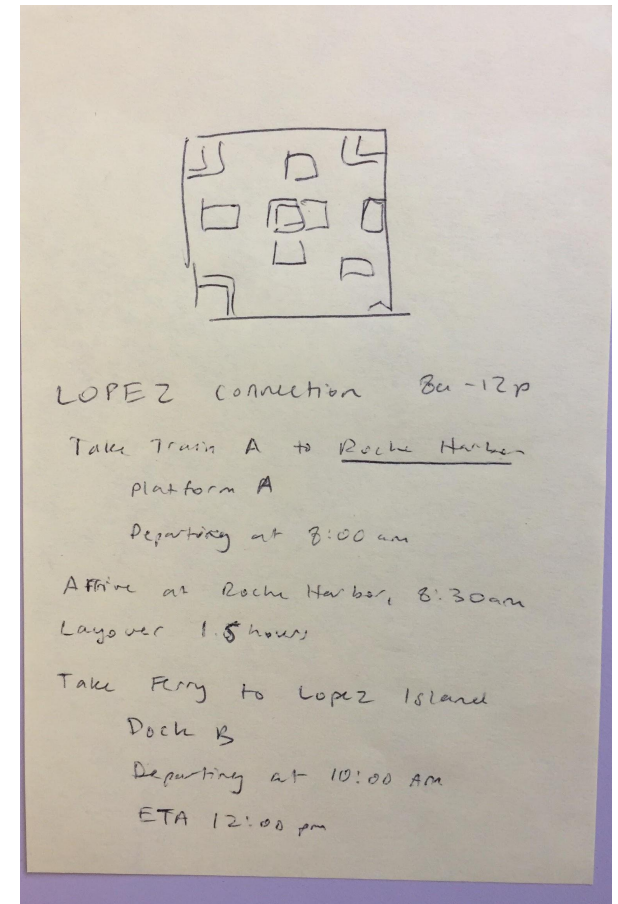 LOPEZ Connection 8a-12p
Take Train A to Roche Harbor
Platform A
Departing at 8:00 am
Arrive at Roche Harbor, 8:30am
Layover 1.5 hours
Take Ferry to Lopez Island
Dock B
Departing at 10:00 AM
ETA 12:00 pm